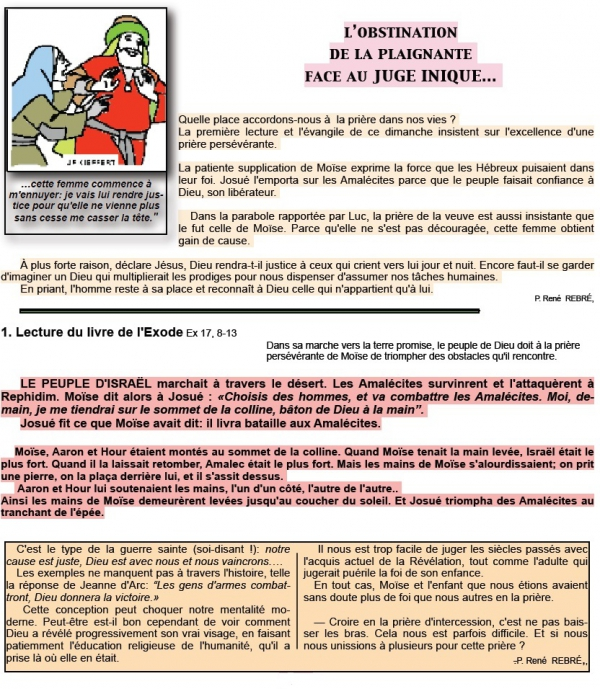 L'OBSTINATION
DE LA PLAIGNANTE
FACE AU JUGE INIQUE...
J.F. KIEFFERT
...cette femme commence à
m'ennuyer: je vais lui rendre jus-
tice pour qu'elle ne vienne plus
sans cesse me casser la tête."
Quelle place accordons-nous à la prière dans nos vies ?
La première lecture et l'évangile de ce dimanche insistent sur l'excellence d'une
prière persévérante.
La patiente supplication de Moïse exprime la force que les Hébreux puisaient dans
leur foi. Josué l'emporta sur les Amalécites parce que le peuple faisait confiance à
Dieu, son libérateur.
Dans la parabole rapportée par Luc, la prière de la veuve est aussi insistante que
le fut celle de Moïse. Parce qu'elle ne s'est pas découragée, cette femme obtient
gain de cause.
À plus forte raison, déclare Jésus, Dieu rendra-t-il justice à ceux qui crient vers lui jour et nuit. Encore faut-il se garder
d'imaginer un Dieu qui multiplierait les prodiges pour nous dispenser d'assumer nos tâches humaines.
En priant, l'homme reste à sa place et reconnaît à Dieu celle qui n'appartient qu'à lui.
P. René REBRÉ,
1. Lecture du livre de l'Exode Ex 17, 8-13
Dans sa marche vers la terre promise, le peuple de Dieu doit à la prière
persévérante de Moïse de triompher des obstacles qu'il rencontre.
LE PEUPLE D'ISRAËL marchait à travers le désert. Les Amalécites survinrent et l'attaquèrent à
Rephidim. Moïse dit alors à Josué : «Choisis des hommes, et va combattre les Amalécites. Moi, de-
main, je me tiendrai sur le sommet de la colline, bâton de Dieu à la main".
Josué fit ce que Moïse avait dit: il livra bataille aux Amalécites.
Moïse, Aaron et Hour étaient montés au sommet de la colline. Quand Moïse tenait la main levée, Israël était le
plus fort. Quand il la laissait retomber, Amalec était le plus fort. Mais les mains de Moïse s'alourdissaient; on prit
une pierre, on la plaça derrière lui, et il s'assit dessus.
Aaron et Hour lui soutenaient les mains, l'un d'un côté, l'autre de l'autre..
Ainsi les mains de Moïse demeurèrent levées jusqu'au coucher du soleil. Et Josué triompha des Amalécites au
tranchant de l'épée.
C'est le type de la guerre sainte (soi-disant !): notre
cause est juste, Dieu est avec nous et nous vaincrons....
Les exemples ne manquent pas à travers l'histoire, telle
la réponse de Jeanne d'Arc: "Les gens d'armes combat-
tront, Dieu donnera la victoire.»
Cette conception peut choquer notre mentalité mo-
derne. Peut-être est-il bon cependant de voir comment
Dieu a révélé progressivement son vrai visage, en faisant
patiemment l'éducation religieuse de l'humanité, qu'il a
prise là où elle en était.
Il nous est trop facile de juger les siècles passés avec
l'acquis actuel de la Révélation, tout comme l'adulte qui
jugerait puérile la foi de son enfance.
En tout cas, Moïse et l'enfant que nous étions avaient
sans doute plus de foi que nous autres en la prière.
— Croire en la prière d'intercession, c'est ne pas bais-
ser les bras. Cela nous est parfois difficile. Et si nous
nous unissions à plusieurs pour cette prière ?
-P. René REBRÉ,,